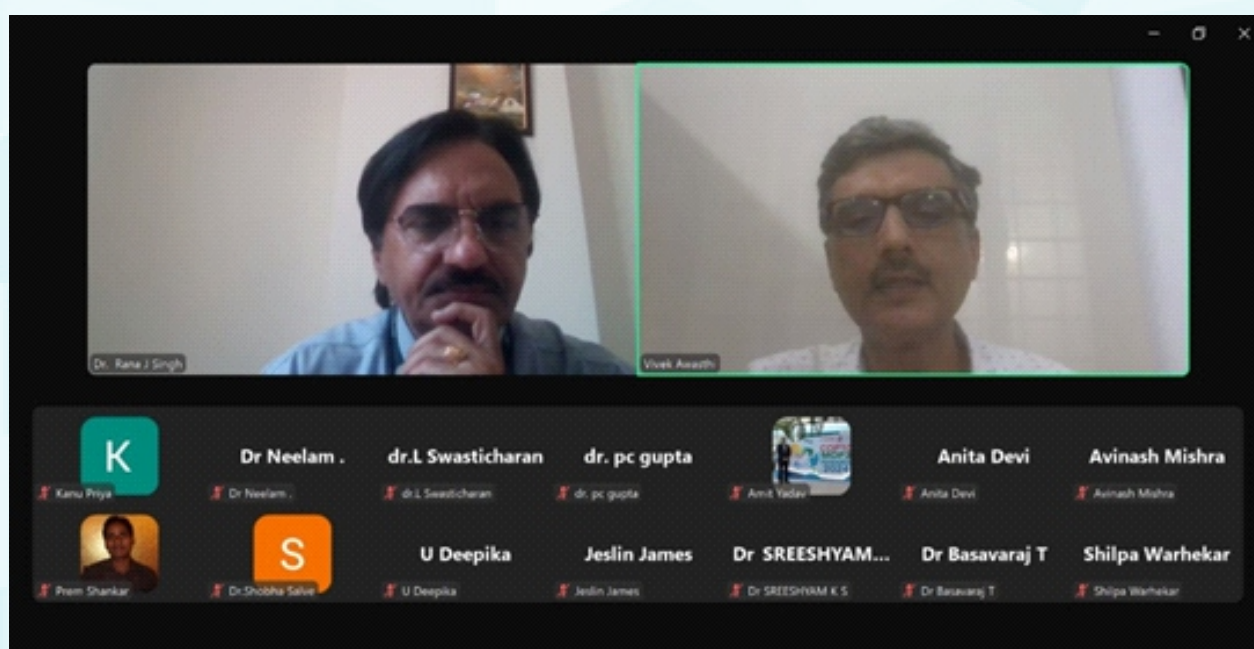 Dr. Rana J Singh
Vivek Awasthi
K
Dr Neelam .
dr.L Swasticharan
dr. pc gupta
Anita Devi
Avinash Mishra
Kanu Priya
Dr Neelam .
dr.L Swasticharan
dr. pc gupta
Amit Yadav
Anita Devi
Avinash Mishra
S
U Deepika
Jeslin James
Dr SREESHYAM...
Dr Basavaraj T
Shilpa Warhekar
Prem Shankar
Dr.Shobha Salve
U Deepika
Jeslin James
Dr SREESHYAM K S
Dr Basavaraj T
Shilpa Warhekar